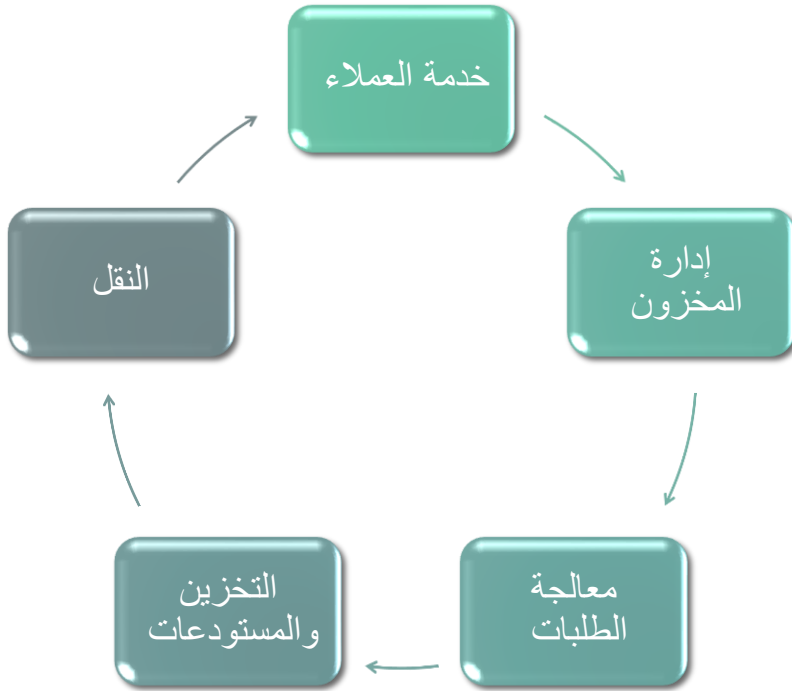 خدمة العملاء
إدارة
المخزون
معالجة
الطلبات
التخزين
والمستودعات
النقل